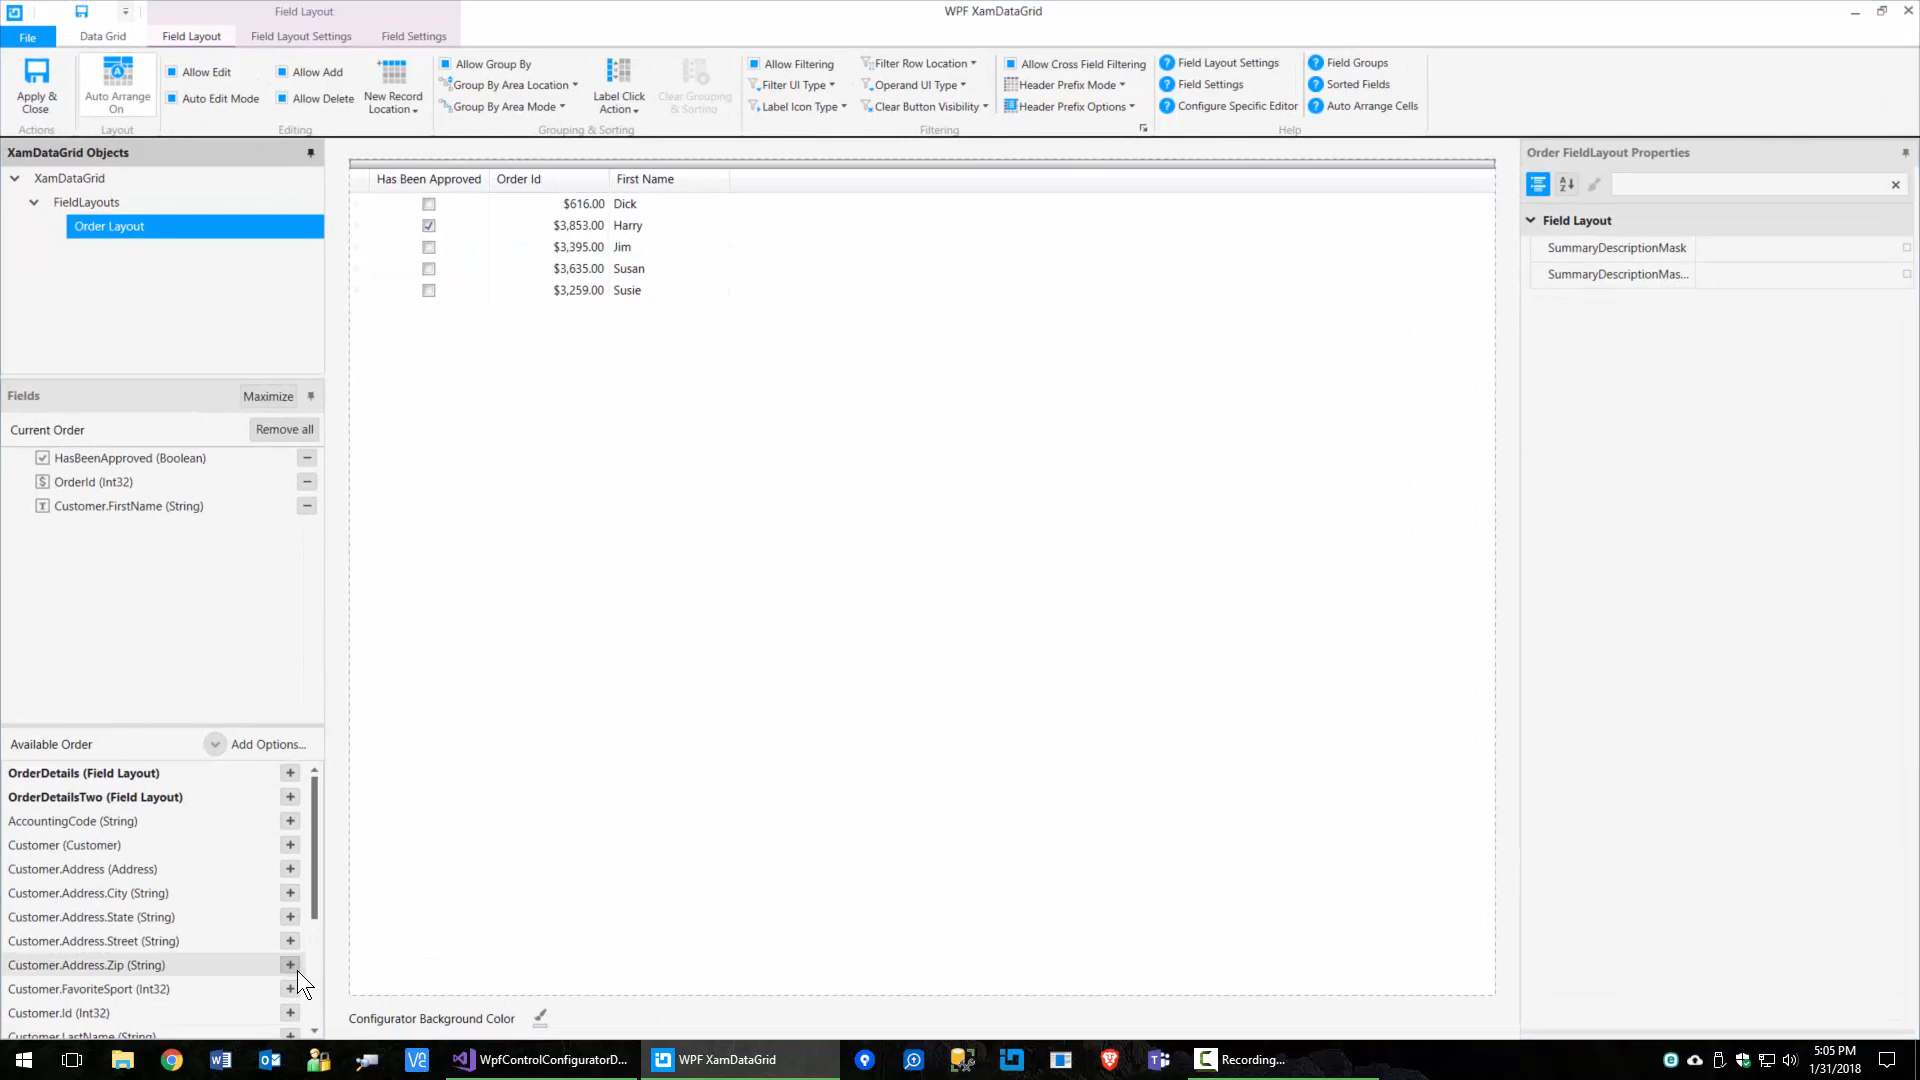 Field Layout
WPF XamDataGrid
File
Data Grid
Field Layout
Field Layout Settings
Field Settings
Apply & Close
Actions
Auto Arrange On
Layout
Allow Edit
Auto Edit Mode
Allow Add
Allow Delete
New Record Location
Editing
Allow Group By
Group By Area Location
Group By Area Mode
Label Click Action
Clear Grouping & Sorting
Grouping & Sorting
Allow Filtering
Filter UI Type
Label Icon Type
Filter Row Location
Operand UI Type
Clear Button Visibility
Allow Cross Field Filtering
Header Prefix Mode
Header Prefix Options
Filtering
Field Layout Settings
Field Settings
Configure Specific Editor
Field Groups
Sorted Fields
Auto Arrange Cells
Help
XamDataGrid Objects
XamDataGrid
FieldLayouts
Order Layout
Fields
Maximize
Current Order
Remove all
HasBeenApproved (Boolean)
OrderId (Int32)
Customer.FirstName (String)
Available Order
Add Options...
OrderDetails (Field Layout)
OrderDetailsTwo (Field Layout)
AccountingCode (String)
Customer (Customer)
Customer.Address (Address)
Customer.Address.City (String)
Customer.Address.State (String)
Customer.Address.Street (String)
Customer.Address.Zip (String)
Customer.FavoriteSport (Int32)
Customer.Id (Int32)
Customer.LastName (String)
Has Been Approved Order Id First Name
$616.00 Dick
$3,853.00 Harry
$3,395.00 Jim
$3,635.00 Susan
$3,259.00 Susie
Configurator Background Color
Order FieldLayout Properties
Field Layout
SummaryDescriptionMask
SummaryDescriptionMas...
WpfControlConfiguratorD...
WPF XamDataGrid
Recording...
5:05 PM
1/31/2018